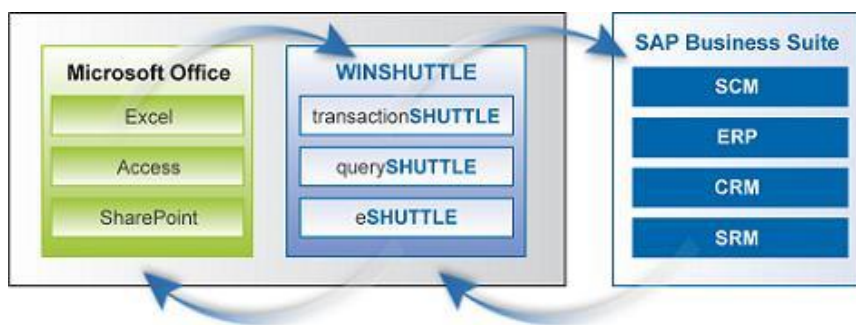 Microsoft Office
Excel
Access
SharePoint
WINSHUTTLE
transactionSHUTTLE
querySHUTTLE
eSHUTTLE
SAP Business Suite
SCM
ERP
CRM
SRM